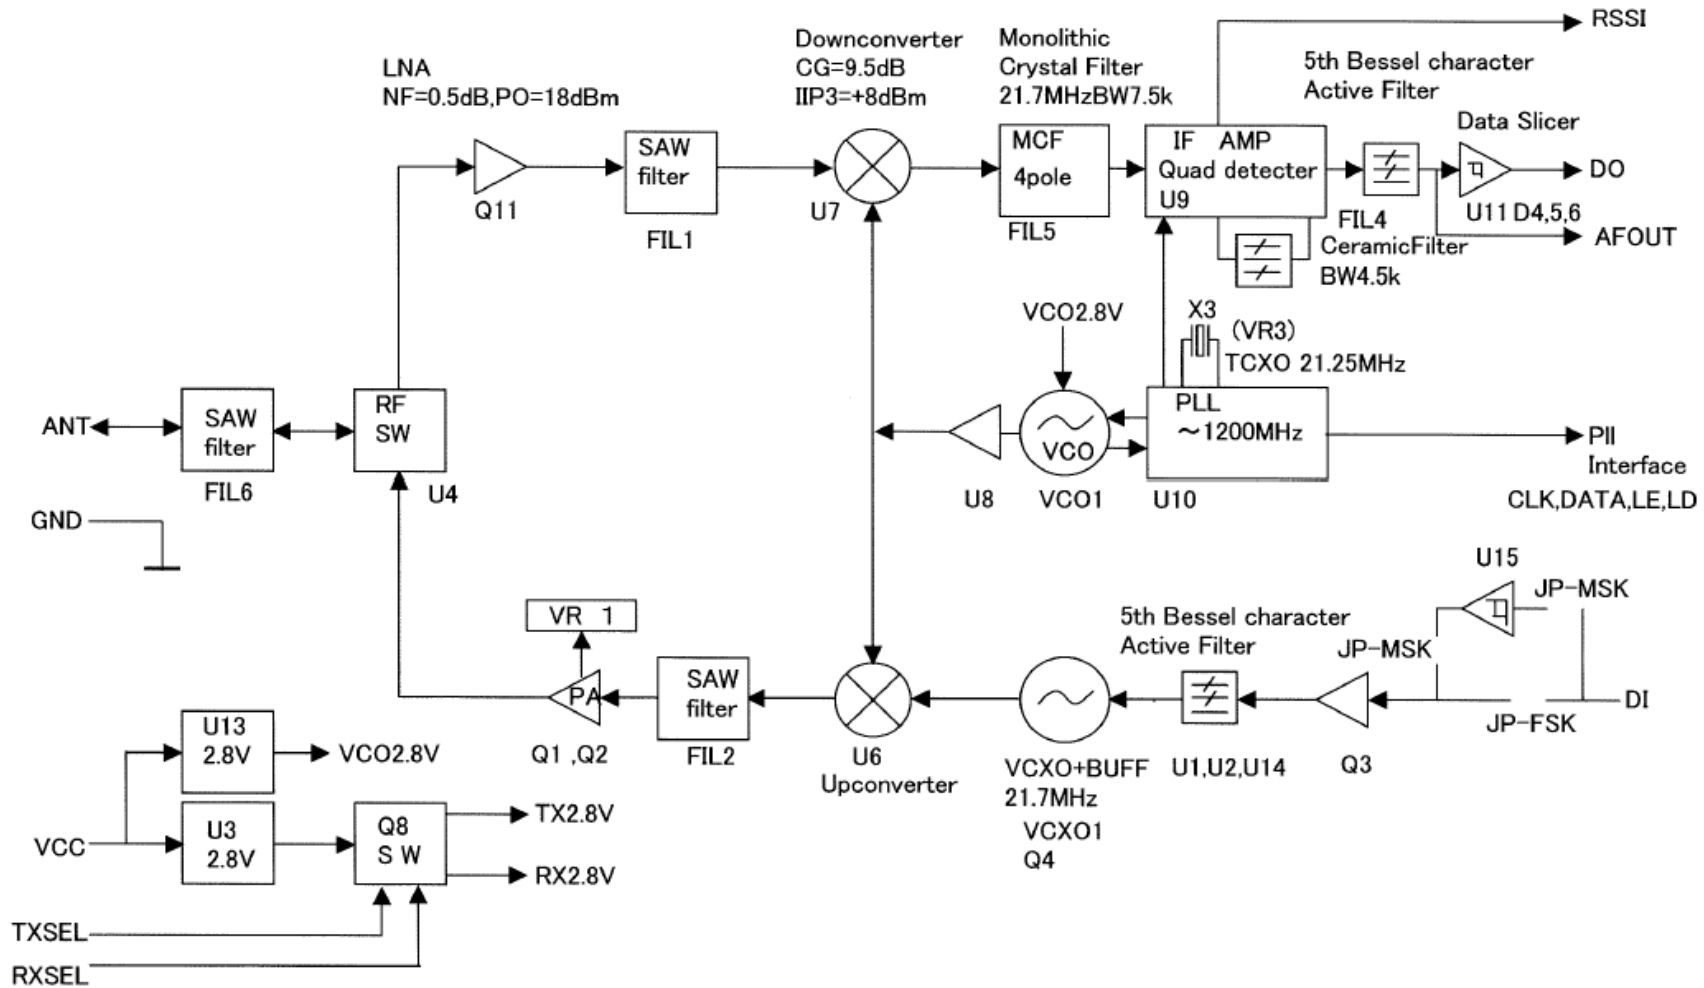 RSSI
Downconverter
CG=9.5dB
IIP3=+8dBm
Monolithic
Crystal Filter
21.7MHzBW7.5k
5th Bessel character
Active Filter
LNA
NF=0.5dB,PO=18dBm
Data Slicer
SAW
filter
MCF
4pole
IF AMP
Quad detecter
U9
DO
Q11
U7
FIL1
FIL5
FIL4
U11 D4,5,6
AFOUT
CeramicFilter
BW4.5k
VCO2.8V
X3
(VR3)
TCXO 21.25MHz
ANT
SAW
filter
RF
SW
VCO
PLL
~1200MHz
PII
Interface
CLK,DATA,LE,LD
FIL6
U4
U8
VCO1
U10
GND
U15
JP-MSK
VR 1
5th Bessel character
Active Filter
JP-MSK
PA
SAW
filter
DI
JP-FSK
U13
2.8V
VCO2.8V
Q1 ,Q2
FIL2
U6
Upconverter
VCXO+BUFF
21.7MHz
VCXO1
Q4
U1,U2,U14
Q3
VCC
U3
2.8V
Q8
S W
TX2.8V
RX2.8V
TXSEL
RXSEL